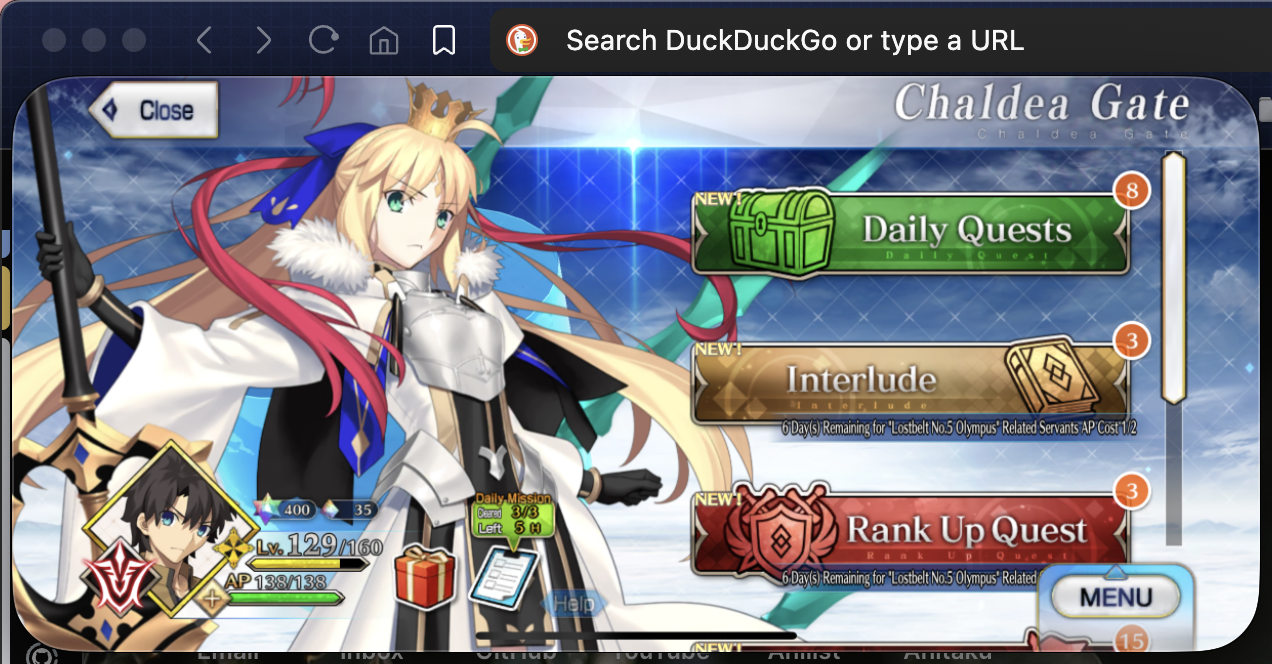 Search DuckDuckGo or type a URL
Close
Chaldea Gate
Chaldea Gate
8
NEW!
Daily Quests
Daily Quest
3
NEW!
Interlude
Interlude
6 Day(s) Remaining for "Lostbelt No.5 Olympus" Related Servants AP Cost 1/2
3
NEW!
Rank Up Quest
Rank Up Quest
6 Day(s) Remaining for "Lostbelt No.5 Olympus" Related
Daily Mission
Cleared 3/3
Left 5 H
400 35
Lv. 129/160
AP 138/138
Help
MENU
NEW!
15
Email Inbox GitHub YouTube Anilist Anitaku